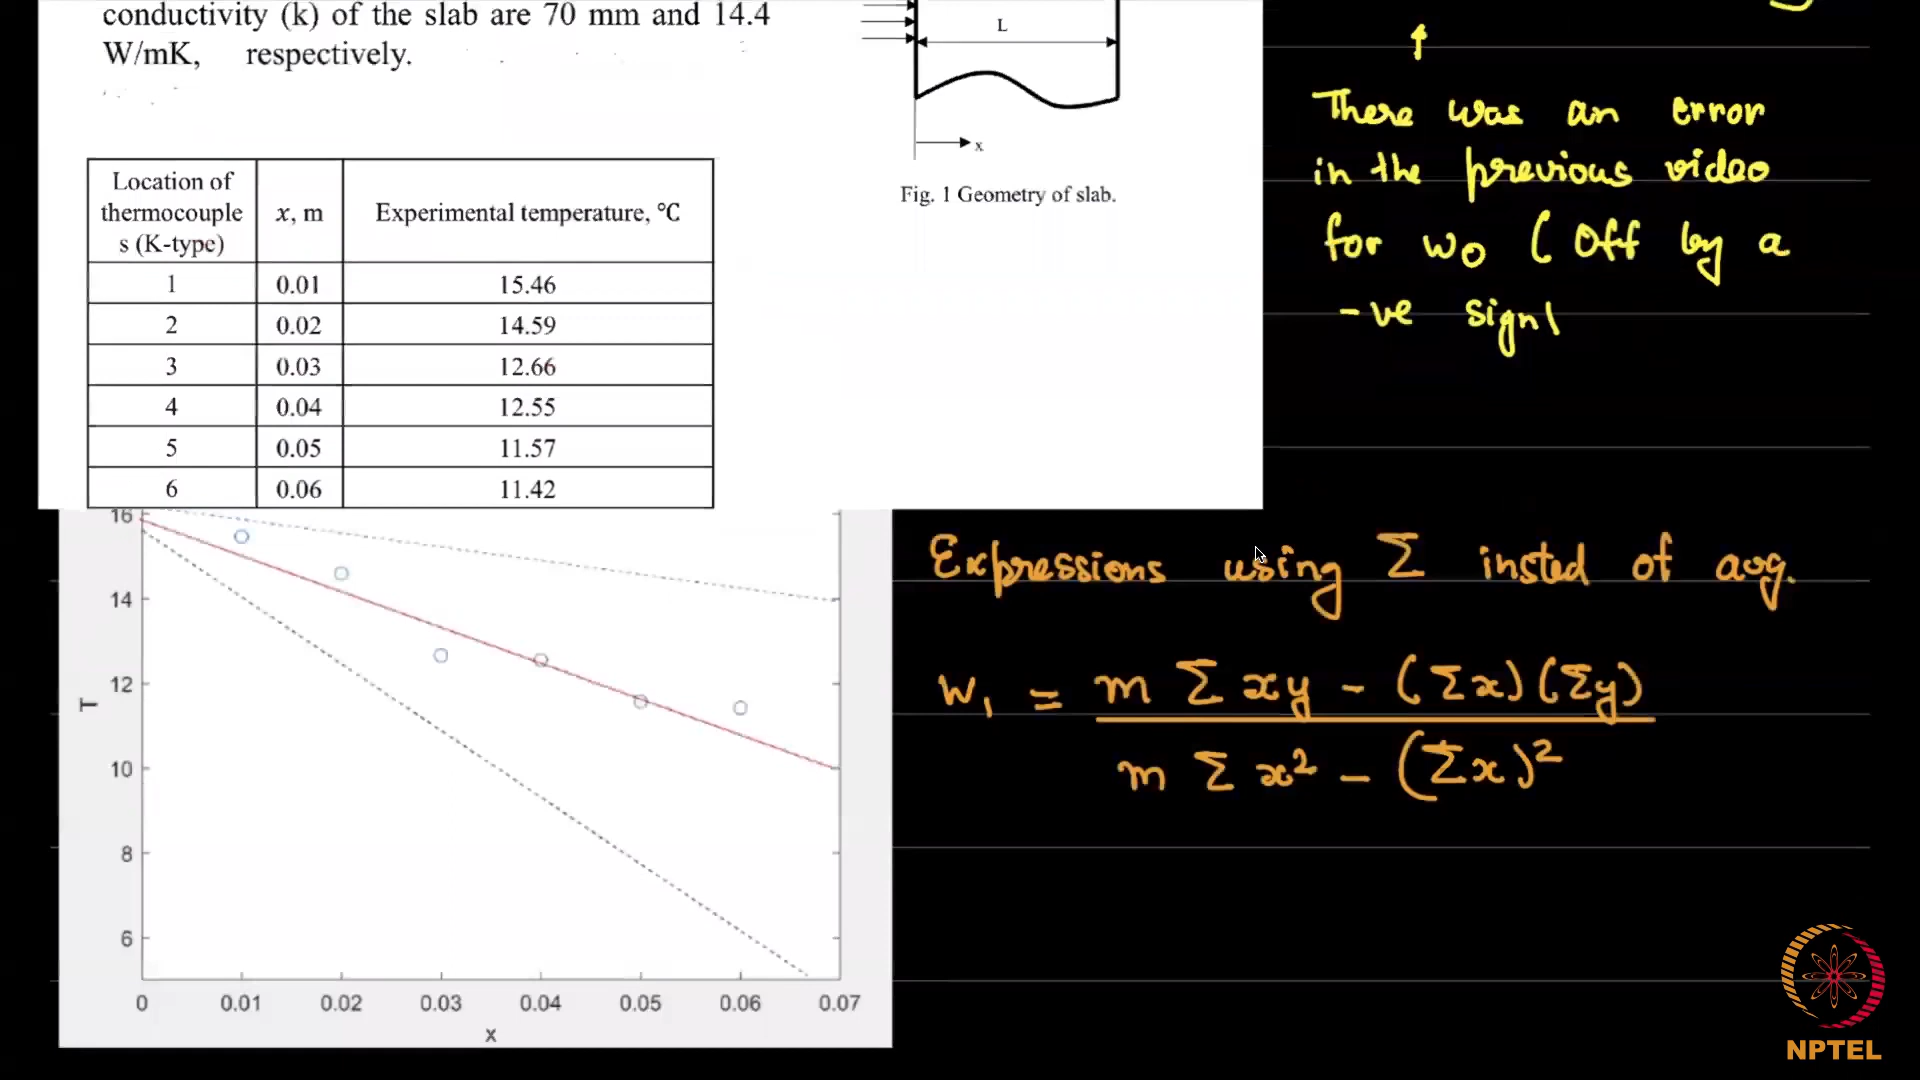 conductivity (k) of the slab are 70 mm and 14.4
W/mK, respectively.
L
x
Fig. 1 Geometry of slab.
Location of thermocouple s (K-type) x, m Experimental temperature, °C
1 0.01 15.46
2 0.02 14.59
3 0.03 12.66
4 0.04 12.55
5 0.05 11.57
6 0.06 11.42
There was an error
in the previous video
for w0 ( Off by a
-ve sign)
16
14
12
10
8
6
T
0 0.01 0.02 0.03 0.04 0.05 0.06 0.07
x
Expressions using Σ insted of avg.
w₁ = m Σ xy - (Σx)(Σy)
m Σ x² - (Σx)²
NPTEL